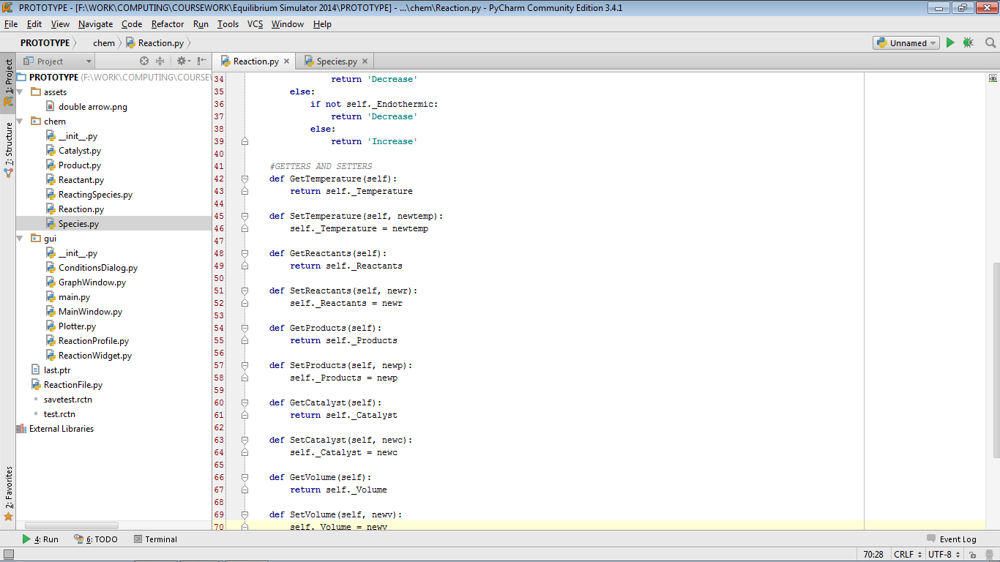 PROTOTYPE - [F:\WORK\COMPUTING\COURSEWORK\Equilibrium Simulator 2014\PROTOTYPE] - ...\chem\Reaction.py - PyCharm Community Edition 3.4.1
File Edit View Navigate Code Refactor Run Tools VCS Window Help
PROTOTYPE chem Reaction.py Unnamed
1: Project
7: Structure
2: Favorites
Project
PROTOTYPE (F:\WORK\COMPUTING\COURSEW
assets
double arrow.png
chem
__init__.py
Catalyst.py
Product.py
Reactant.py
ReactingSpecies.py
Reaction.py
Species.py
gui
__init__.py
ConditionsDialog.py
GraphWindow.py
main.py
MainWindow.py
Plotter.py
ReactionProfile.py
ReactionWidget.py
last.ptr
ReactionFile.py
savetest.rctn
test.rctn
External Libraries
Reaction.py Species.py
34 return 'Decrease'
35 else:
36 if not self._Endothermic:
37 return 'Decrease'
38 else:
39 return 'Increase'
40
41 #GETTERS AND SETTERS
42 def GetTemperature(self):
43 return self._Temperature
44
45 def SetTemperature(self, newtemp):
46 self._Temperature = newtemp
47
48 def GetReactants(self):
49 return self._Reactants
50
51 def SetReactants(self, newr):
52 self._Reactants = newr
53
54 def GetProducts(self):
55 return self._Products
56
57 def SetProducts(self, newp):
58 self._Products = newp
59
60 def GetCatalyst(self):
61 return self._Catalyst
62
63 def SetCatalyst(self, newc):
64 self._Catalyst = newc
65
66 def GetVolume(self):
67 return self._Volume
68
69 def SetVolume(self, newv):
70 self._Volume = newv
4: Run 6: TODO Terminal Event Log
70:28 CRLF UTF-8